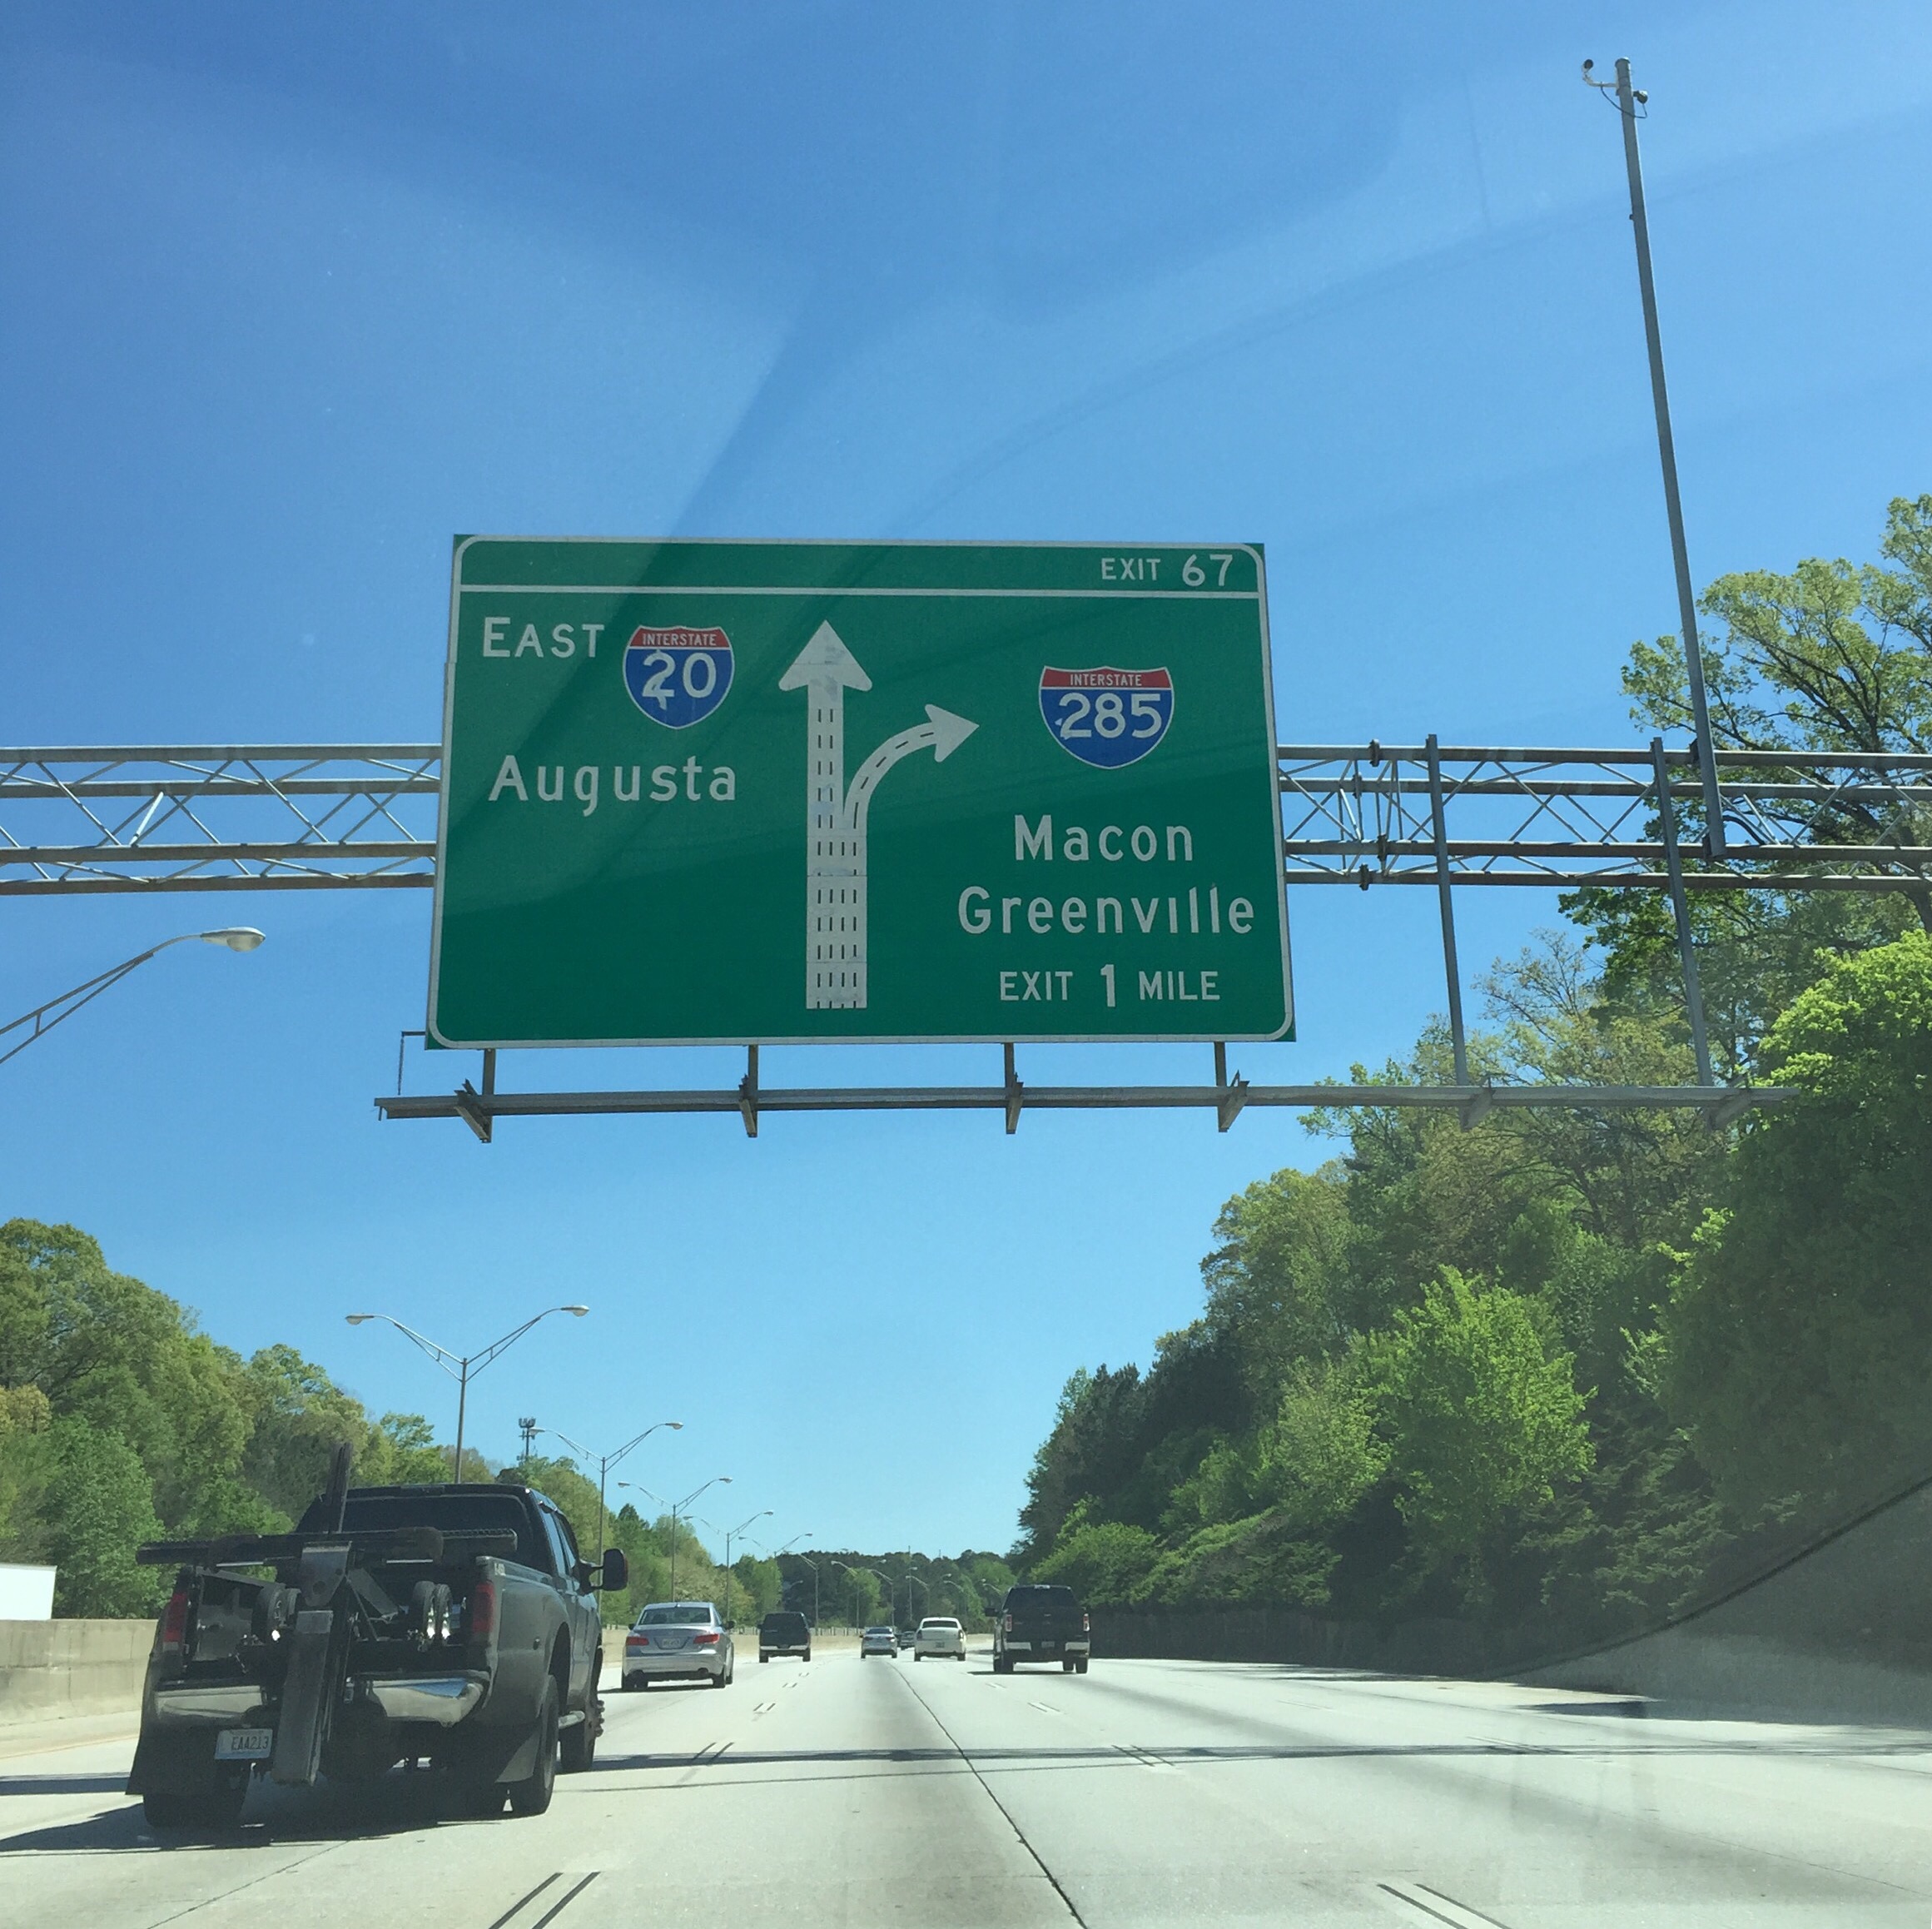 EXIT 67
EAST
INTERSTATE
20
Augusta
INTERSTATE
285
Macon
Greenville
EXIT 1 MILE